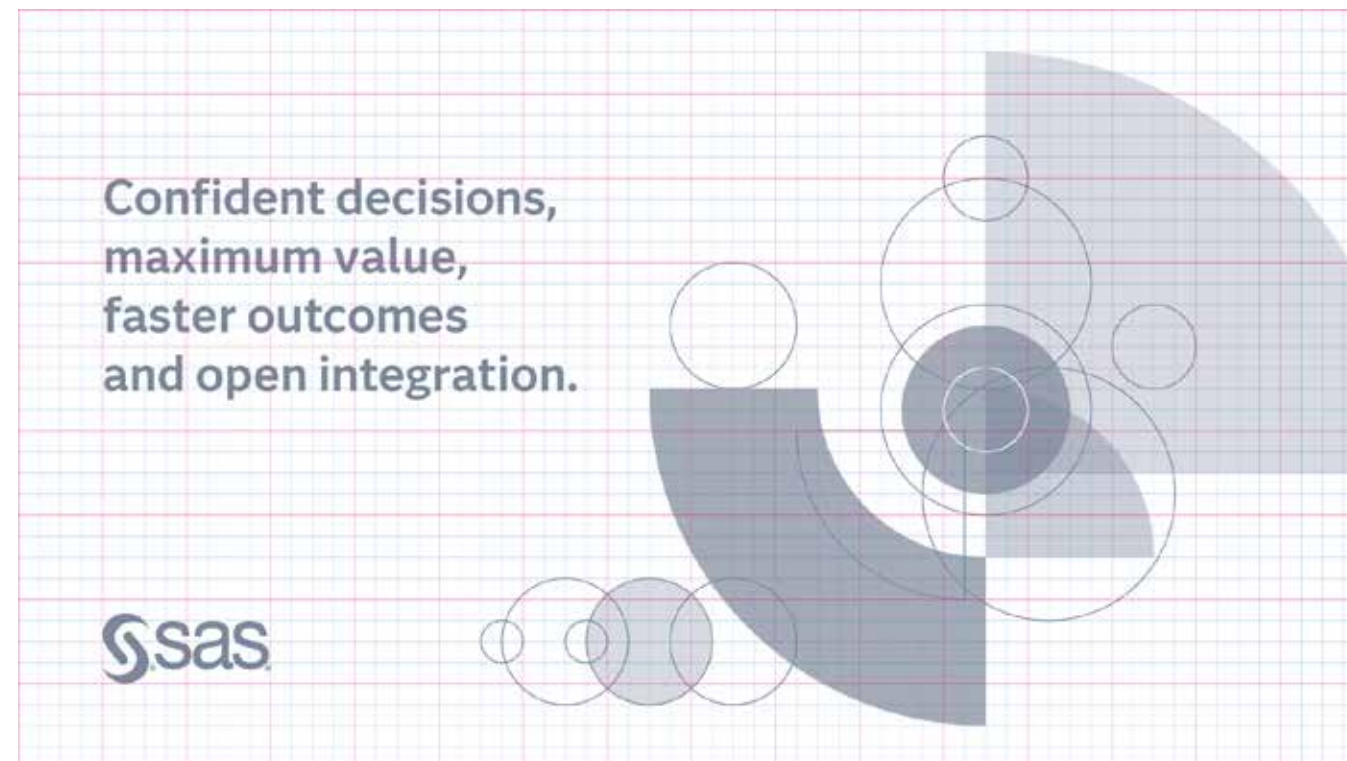 Confident decisions,
maximum value,
faster outcomes
and open integration.
sas